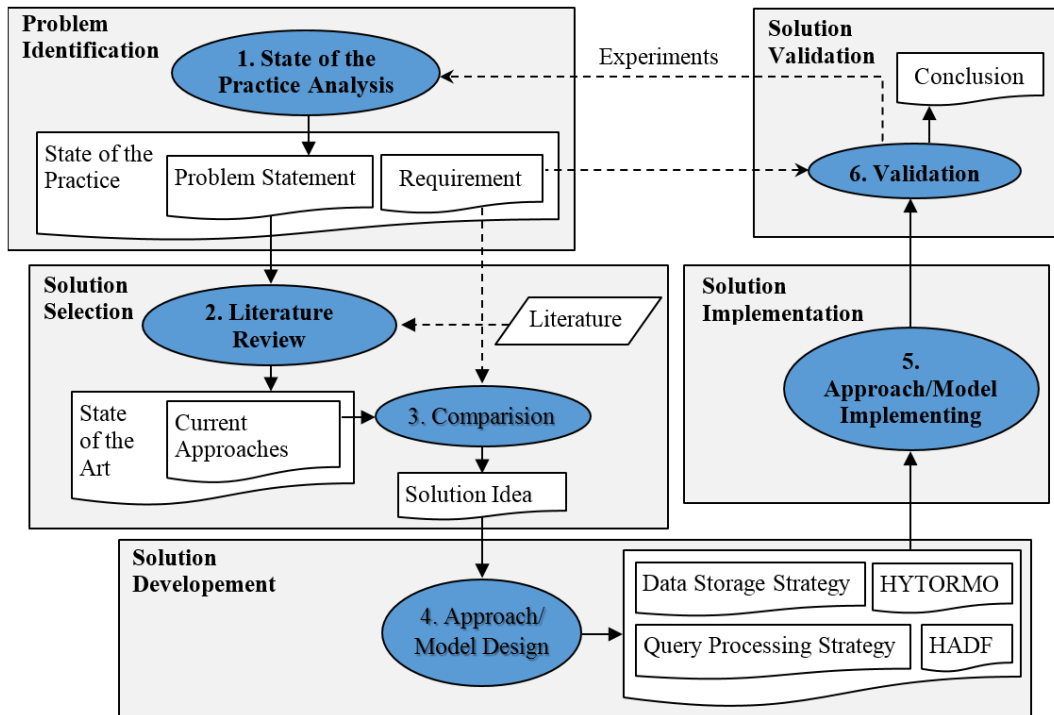 Problem
Identification
1. State of the
Practice Analysis
State of the
Practice
Problem Statement
Requirement
Experiments
Solution
Validation
Conclusion
6. Validation
Solution
Selection
2. Literature
Review
Literature
State
of the
Art
Current
Approaches
3. Comparision
Solution Idea
Solution
Implementation
5.
Approach/Model
Implementing
Solution
Developement
4. Approach/
Model Design
Data Storage Strategy
HYTORMO
Query Processing Strategy
HADF